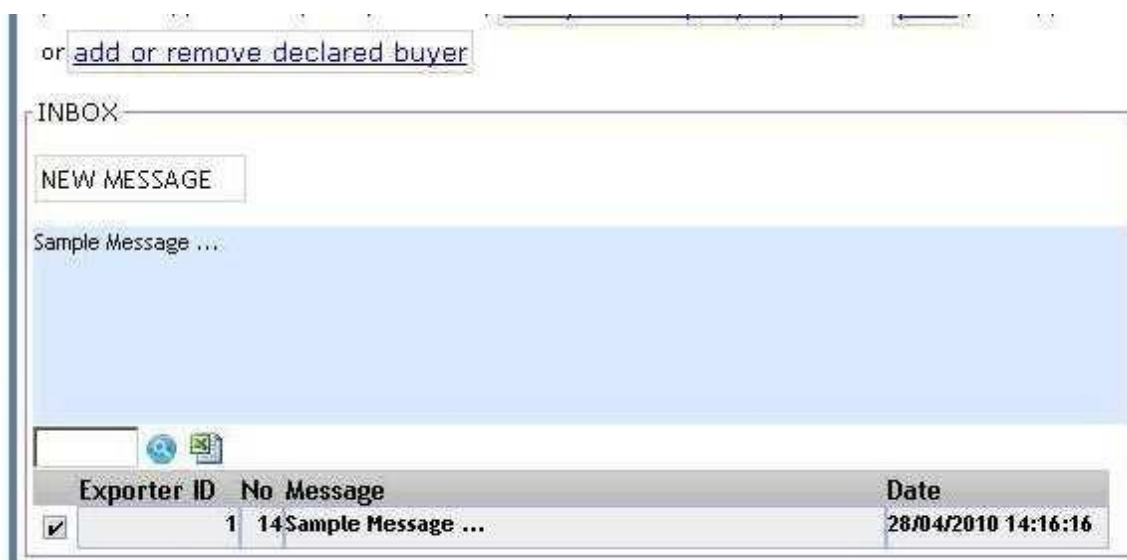 or add or remove declared buyer
INBOX
NEW MESSAGE
Sample Message ...
Exporter ID No Message Date
1 14 Sample Message ... 28/04/2010 14:16:16